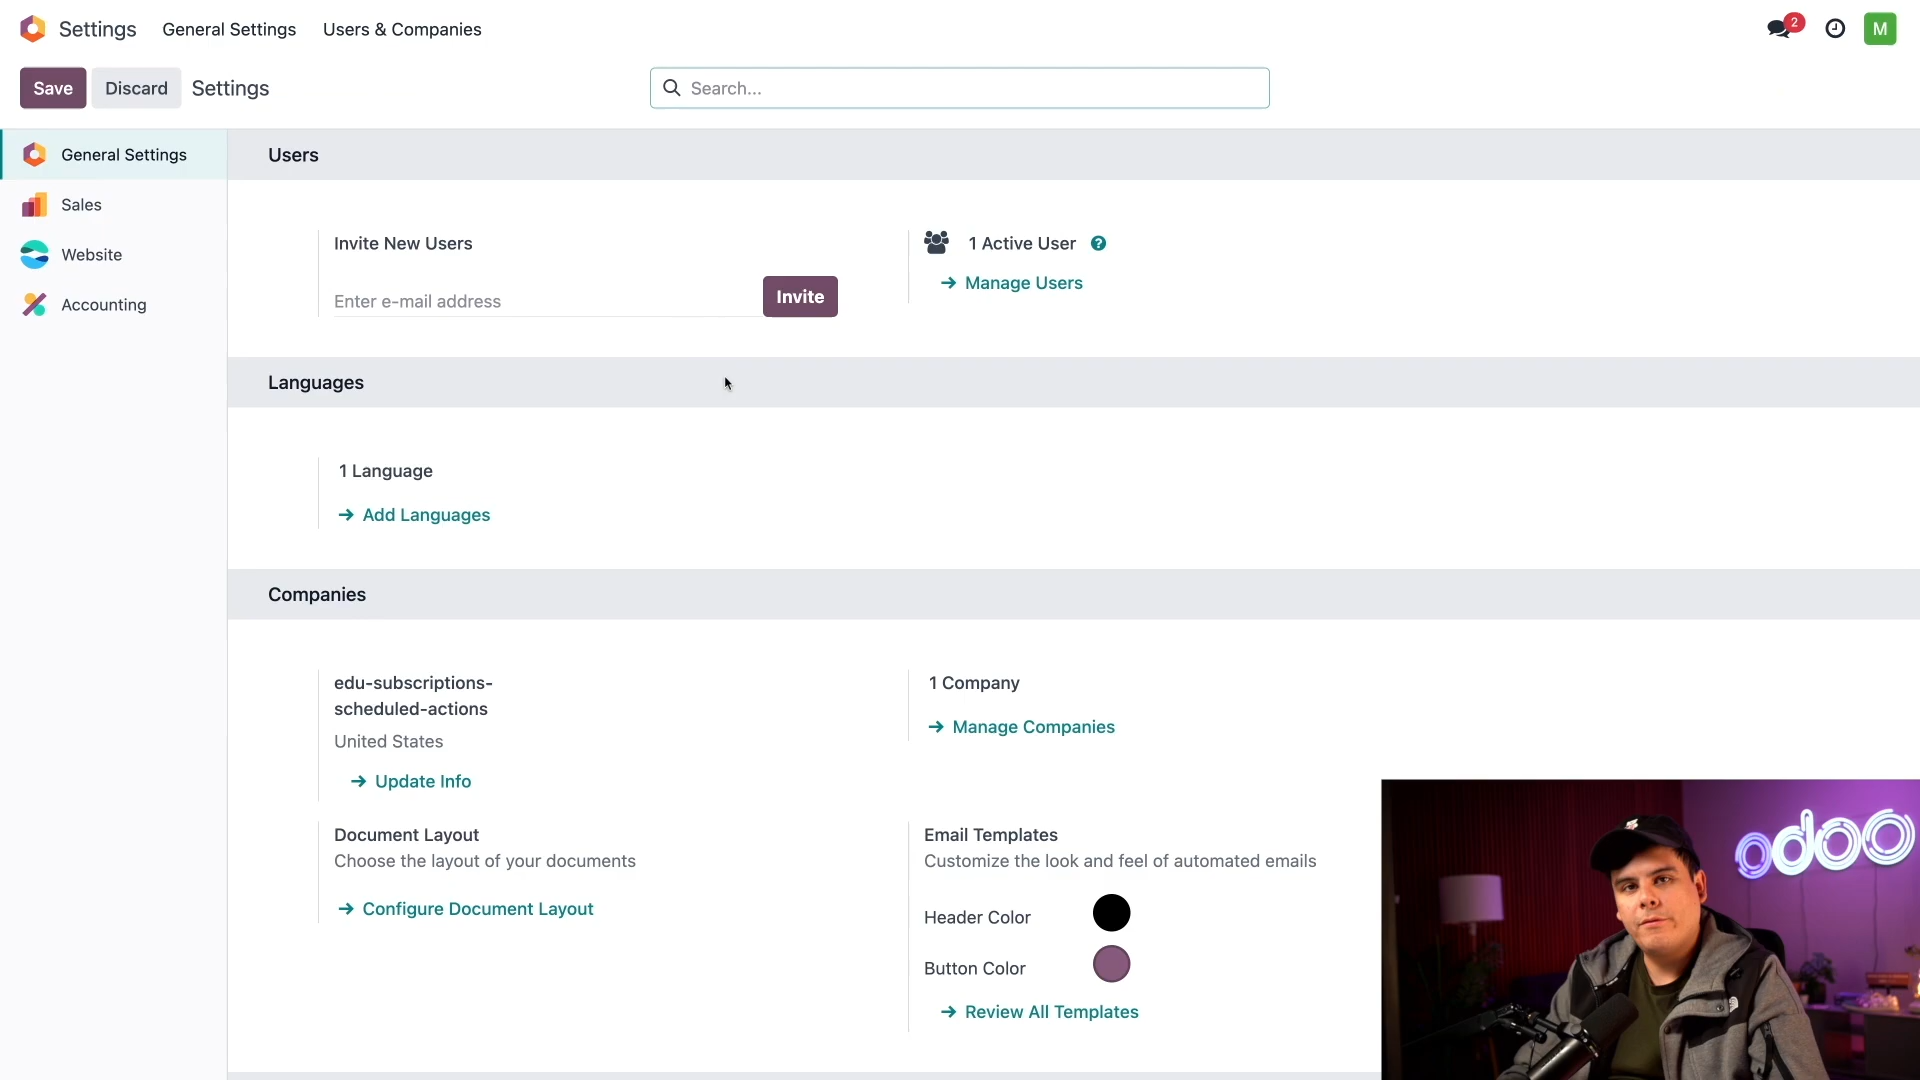 Settings General Settings Users & Companies 2 M
Save Discard Settings Search...
General Settings
Sales
Website
Accounting
Users
Invite New Users
Enter e-mail address Invite
1 Active User ?
Manage Users
Languages
1 Language
Add Languages
Companies
edu-subscriptions-
scheduled-actions
United States
Update Info
1 Company
Manage Companies
Document Layout
Choose the layout of your documents
Configure Document Layout
Email Templates
Customize the look and feel of automated emails
Header Color
Button Color
Review All Templates
odoo